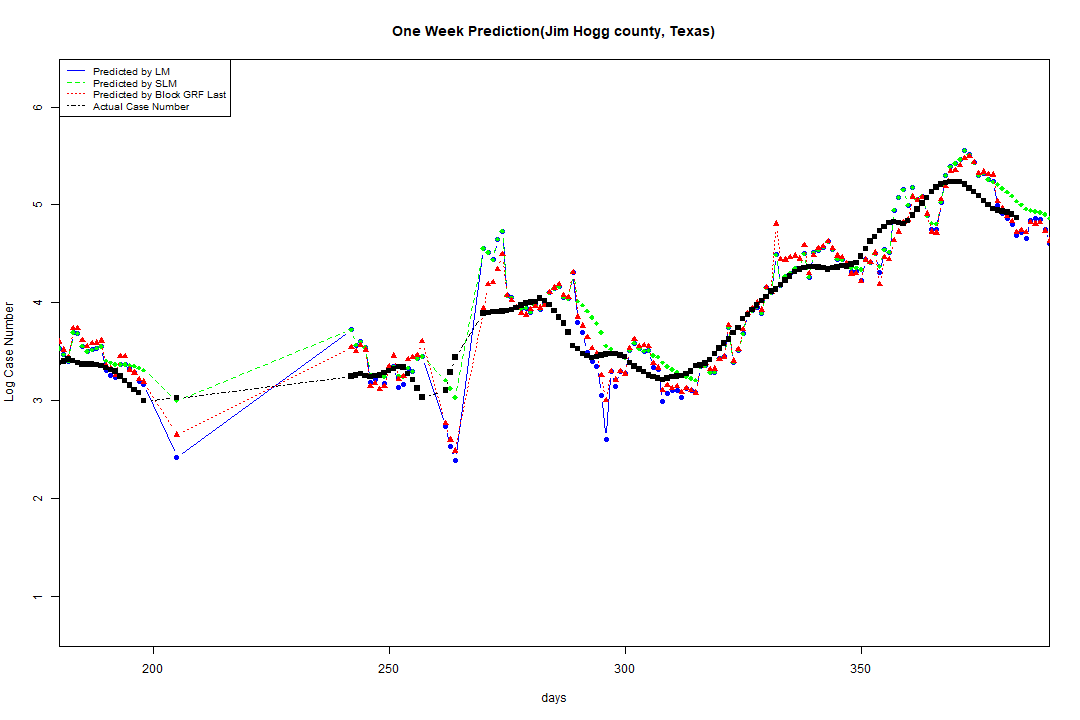 One Week Prediction(Jim Hogg county, Texas)
Predicted by LM
Predicted by SLM
Predicted by Block GRF Last
Actual Case Number
Log Case Number
6
5
4
3
2
1
200
250
300
350
days